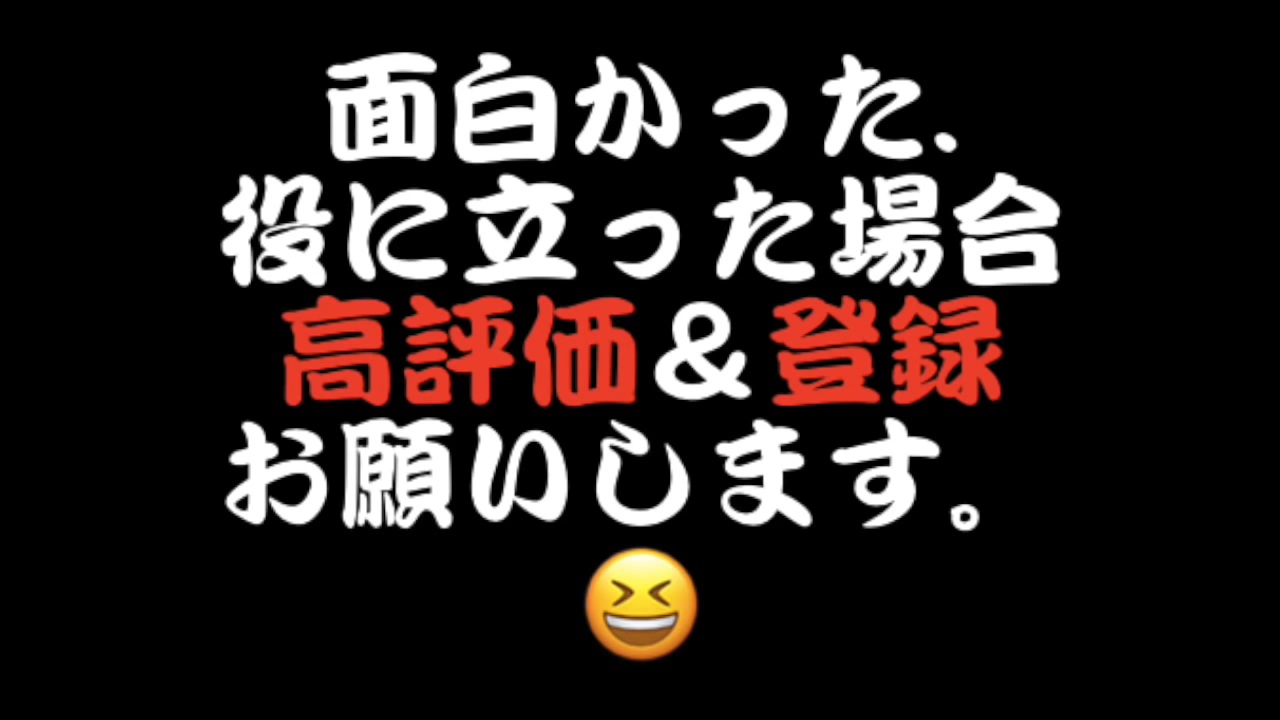 面白かった.
役に立った場合
高評価&登録
お願いします。
😆